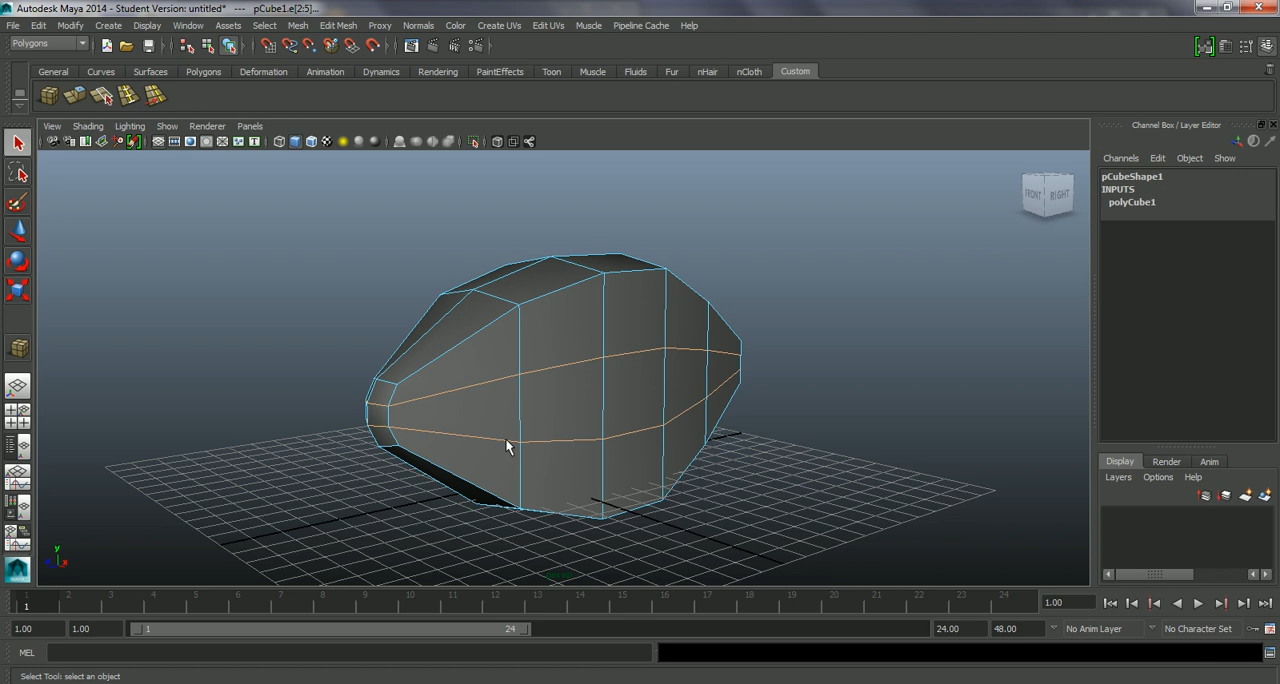 Autodesk Maya 2014 - Student Version: untitled* --- pCube1.e[2:5]...
File Edit Modify Create Display Window Assets Select Mesh Edit Mesh Proxy Normals Color Create UVs Edit UVs Muscle Pipeline Cache Help
Polygons
General Curves Surfaces Polygons Deformation Animation Dynamics Rendering PaintEffects Toon Muscle Fluids Fur nHair nCloth Custom
View Shading Lighting Show Renderer Panels
Channel Box / Layer Editor
Channels Edit Object Show
pCubeShape1
INPUTS
polyCube1
FRONT RIGHT
Display Render Anim
Layers Options Help
y
x
1 2 3 4 5 6 7 8 9 10 11 12 13 14 15 16 17 18 19 20 21 22 23 24
1
1.00
1.00 1.00 1 24 24.00 48.00 No Anim Layer No Character Set
MEL
Select Tool: select an object